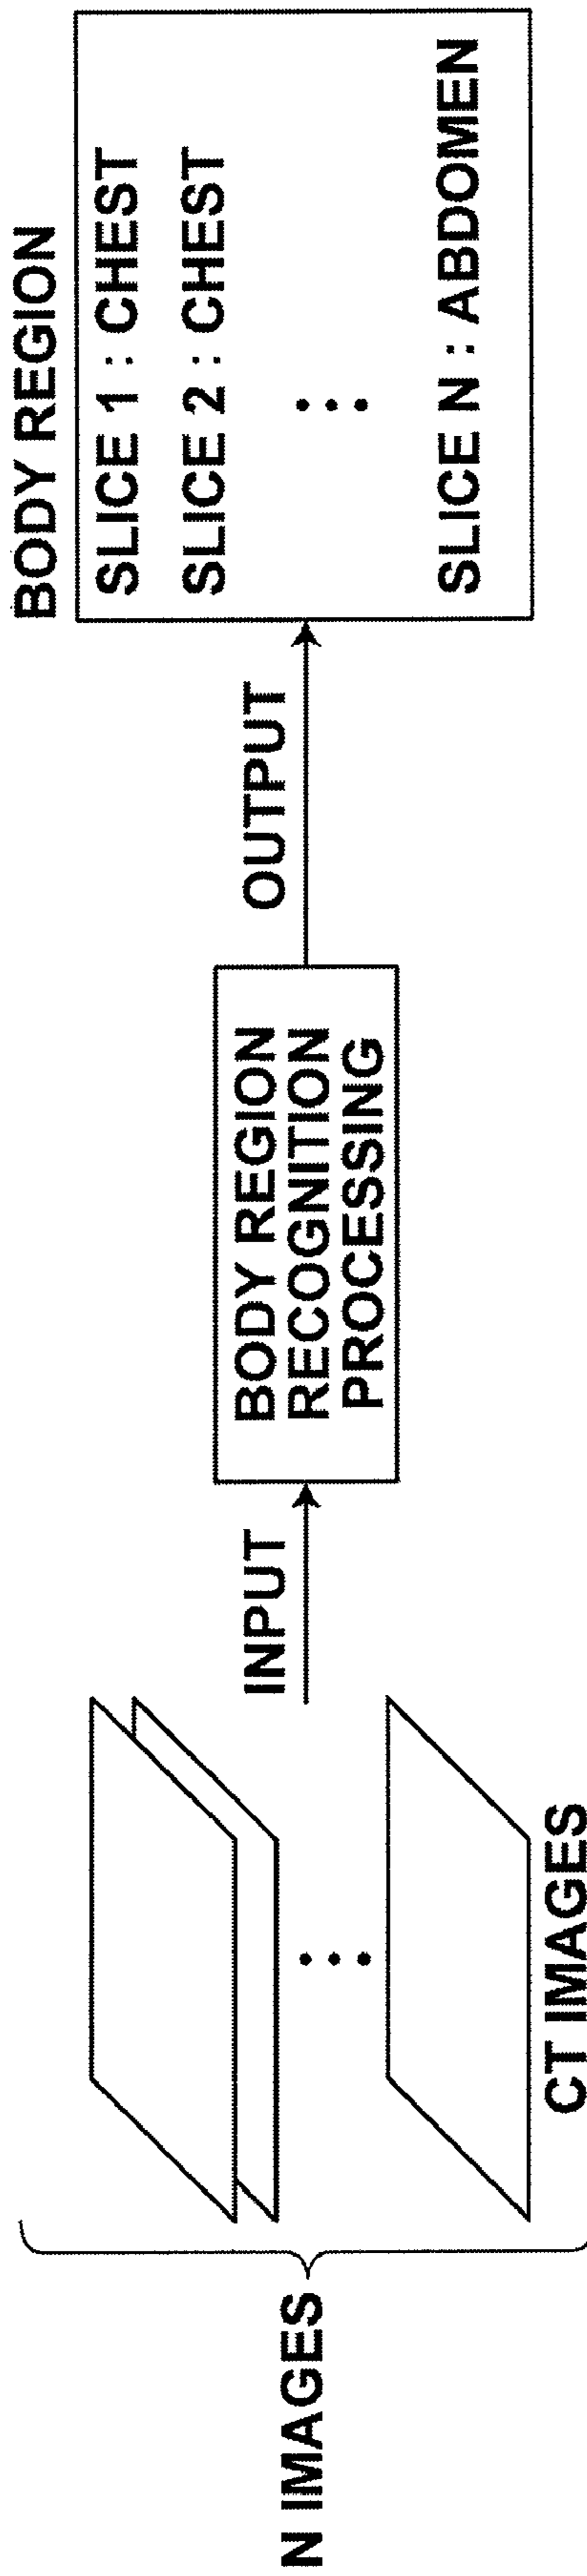 N IMAGES
CT IMAGES
INPUT
BODY REGION
RECOGNITION
PROCESSING
OUTPUT
BODY REGION
SLICE 1 : CHEST
SLICE 2 : CHEST
SLICE N : ABDOMEN